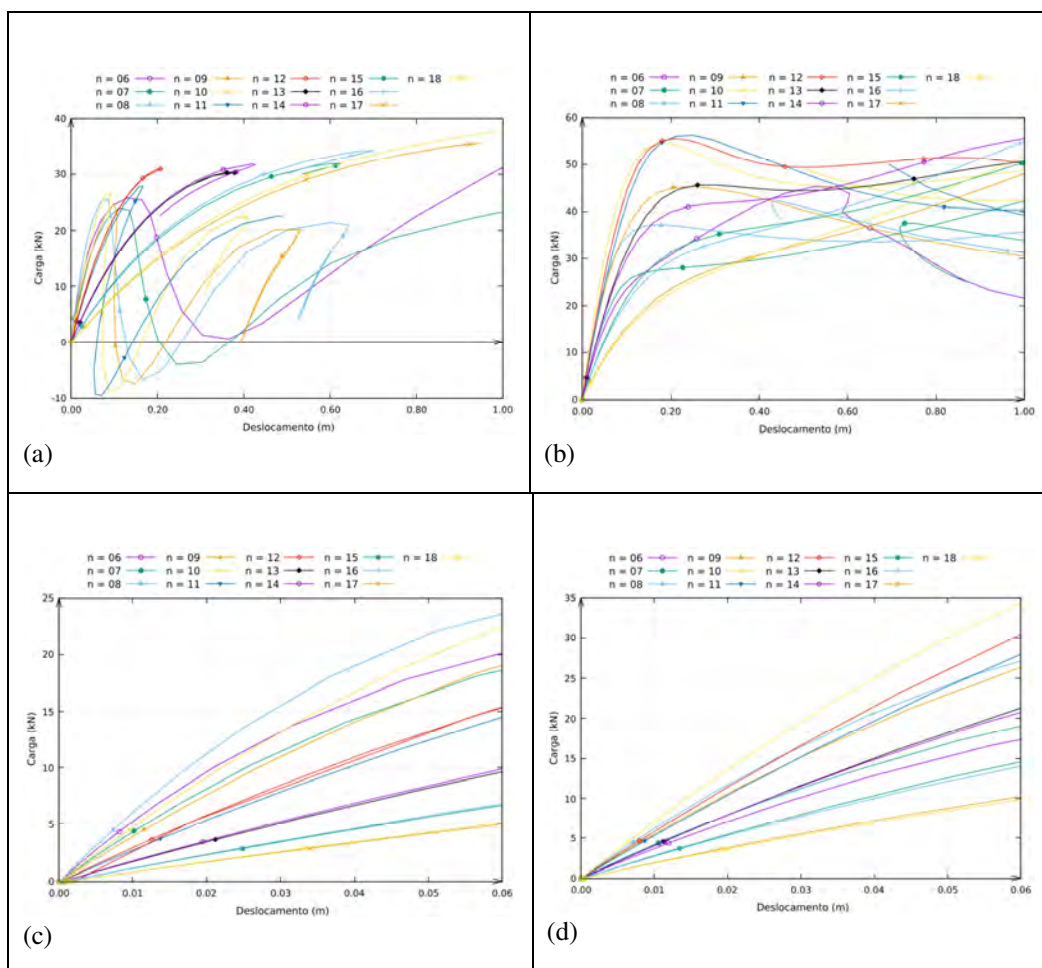 n = 06 n = 09 n = 12 n = 15 n = 18
n = 07 n = 10 n = 13 n = 16
n = 08 n = 11 n = 14 n = 17
40
30
20
10
0
-10
Carga (kN)
0.00 0.20 0.40 0.60 0.80 1.00
Deslocamento (m)
(a)
n = 06 n = 09 n = 12 n = 15 n = 18
n = 07 n = 10 n = 13 n = 16
n = 08 n = 11 n = 14 n = 17
60
50
40
30
20
10
0
Carga (kN)
0.00 0.20 0.40 0.60 0.80 1.00
Deslocamento (m)
(b)
n = 06 n = 09 n = 12 n = 15 n = 18
n = 07 n = 10 n = 13 n = 16
n = 08 n = 11 n = 14 n = 17
25
20
15
10
5
0
Carga (kN)
0.00 0.01 0.02 0.03 0.04 0.05 0.06
Deslocamento (m)
(c)
n = 06 n = 09 n = 12 n = 15 n = 18
n = 07 n = 10 n = 13 n = 16
n = 08 n = 11 n = 14 n = 17
35
30
25
20
15
10
5
0
Carga (kN)
0.00 0.01 0.02 0.03 0.04 0.05 0.06
Deslocamento (m)
(d)